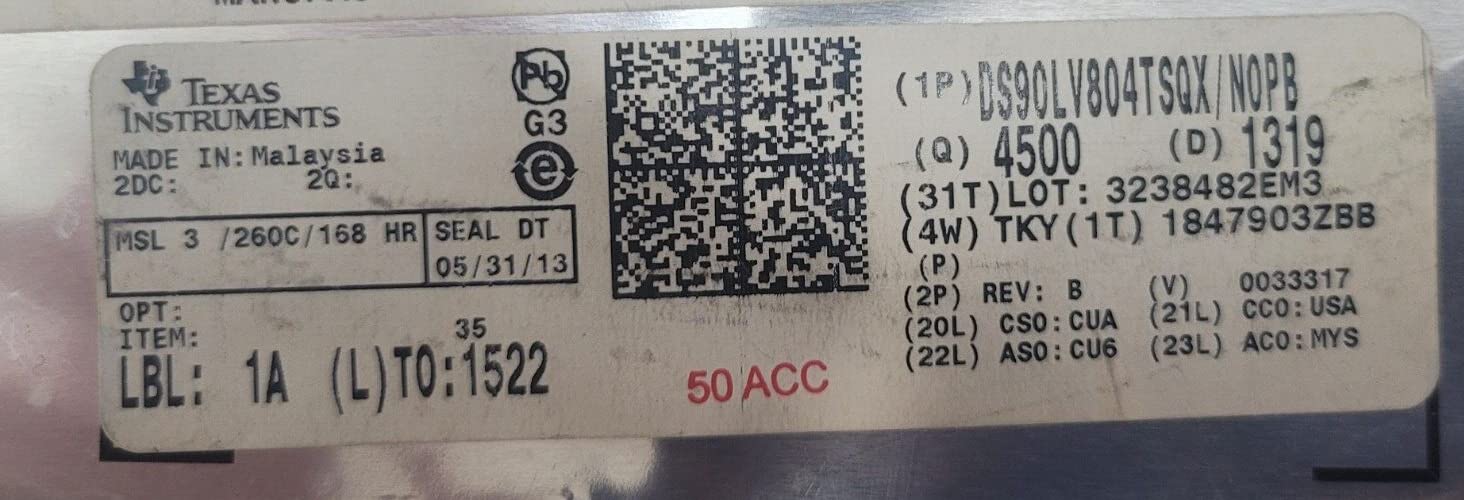 TEXAS
INSTRUMENTS
MADE IN: Malaysia
2DC: 2Q:
MSL 3 /260C/168 HR
SEAL DT
05/31/13
OPT:
ITEM: 35
LBL: 1A (L)TO:1522
Pb
G3
e
50 ACC
(1P)DS90LV804TSQX/NOPB
(Q) 4500 (D) 1319
(31T)LOT: 3238482EM3
(4W) TKY(1T) 1847903ZBB
(P)
(2P) REV: B (V) 0033317
(20L) CSO:CUA (21L) CCO:USA
(22L) ASO:CU6 (23L) ACO:MYS